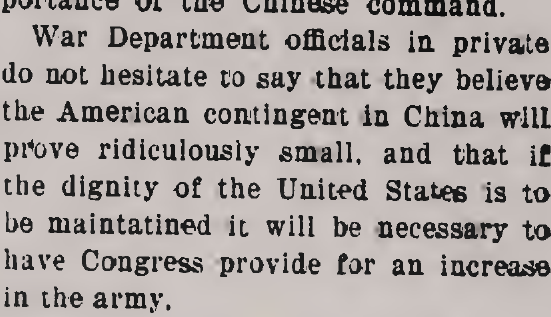 portance of the Chinese command.
War Department officials in private
do not hesitate to say that they believe
the American contingent in China will
prove ridiculously small, and that if
the dignity of the United States is to
be maintatined it will be necessary to
have Congress provide for an increase
in the army.